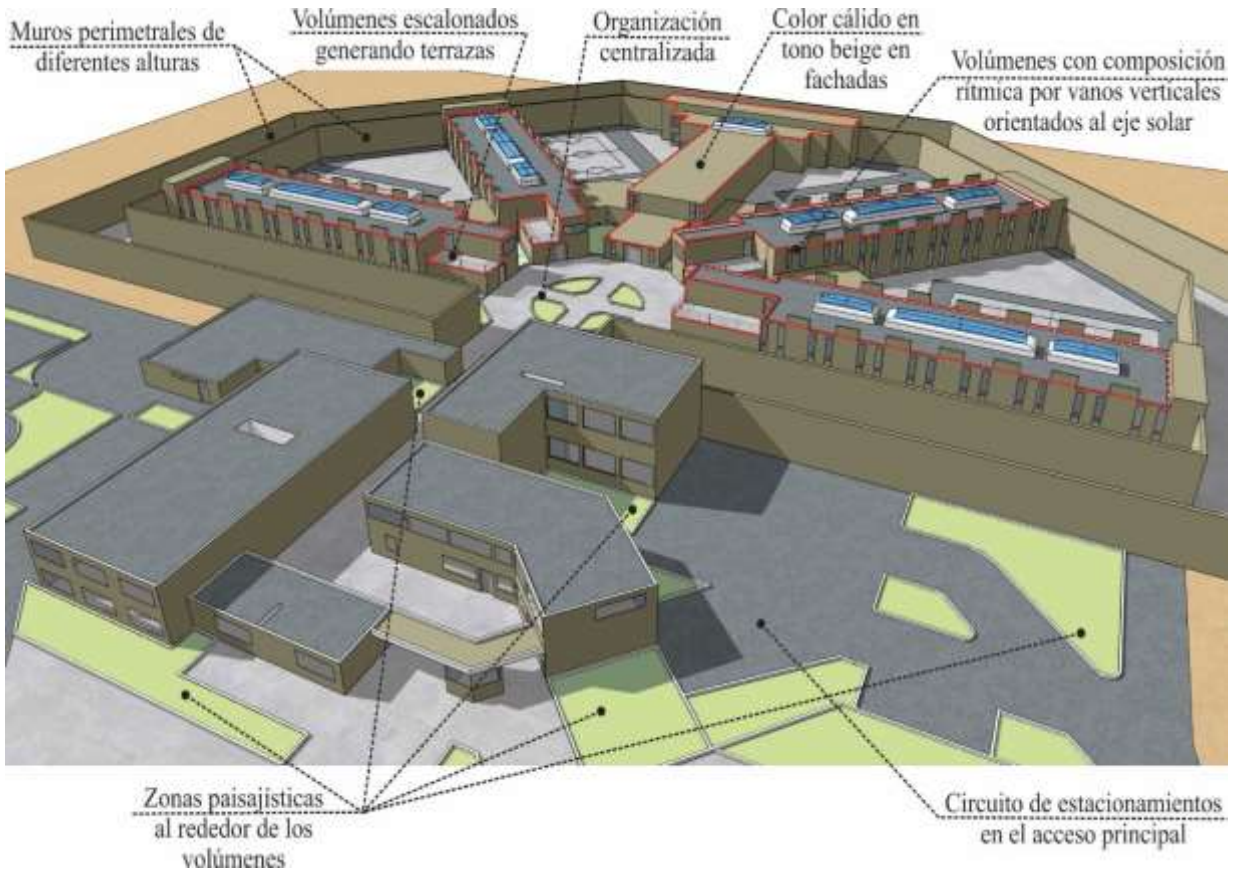 Muros perimetrales de
diferentes alturas
Volúmenes escalonados
generando terrazas
Organización
centralizada
Color cálido en
tono beige en
fachadas
Volúmenes con composición
rítmica por vanos verticales
orientados al eje solar
Zonas paisajísticas
al rededor de los
volúmenes
Circuito de estacionamientos
en el acceso principal